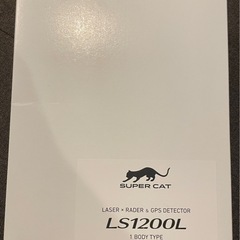 SUPER CAT
LASER × RADER & GPS DETECTOR
LS1200L
1 BODY TYPE